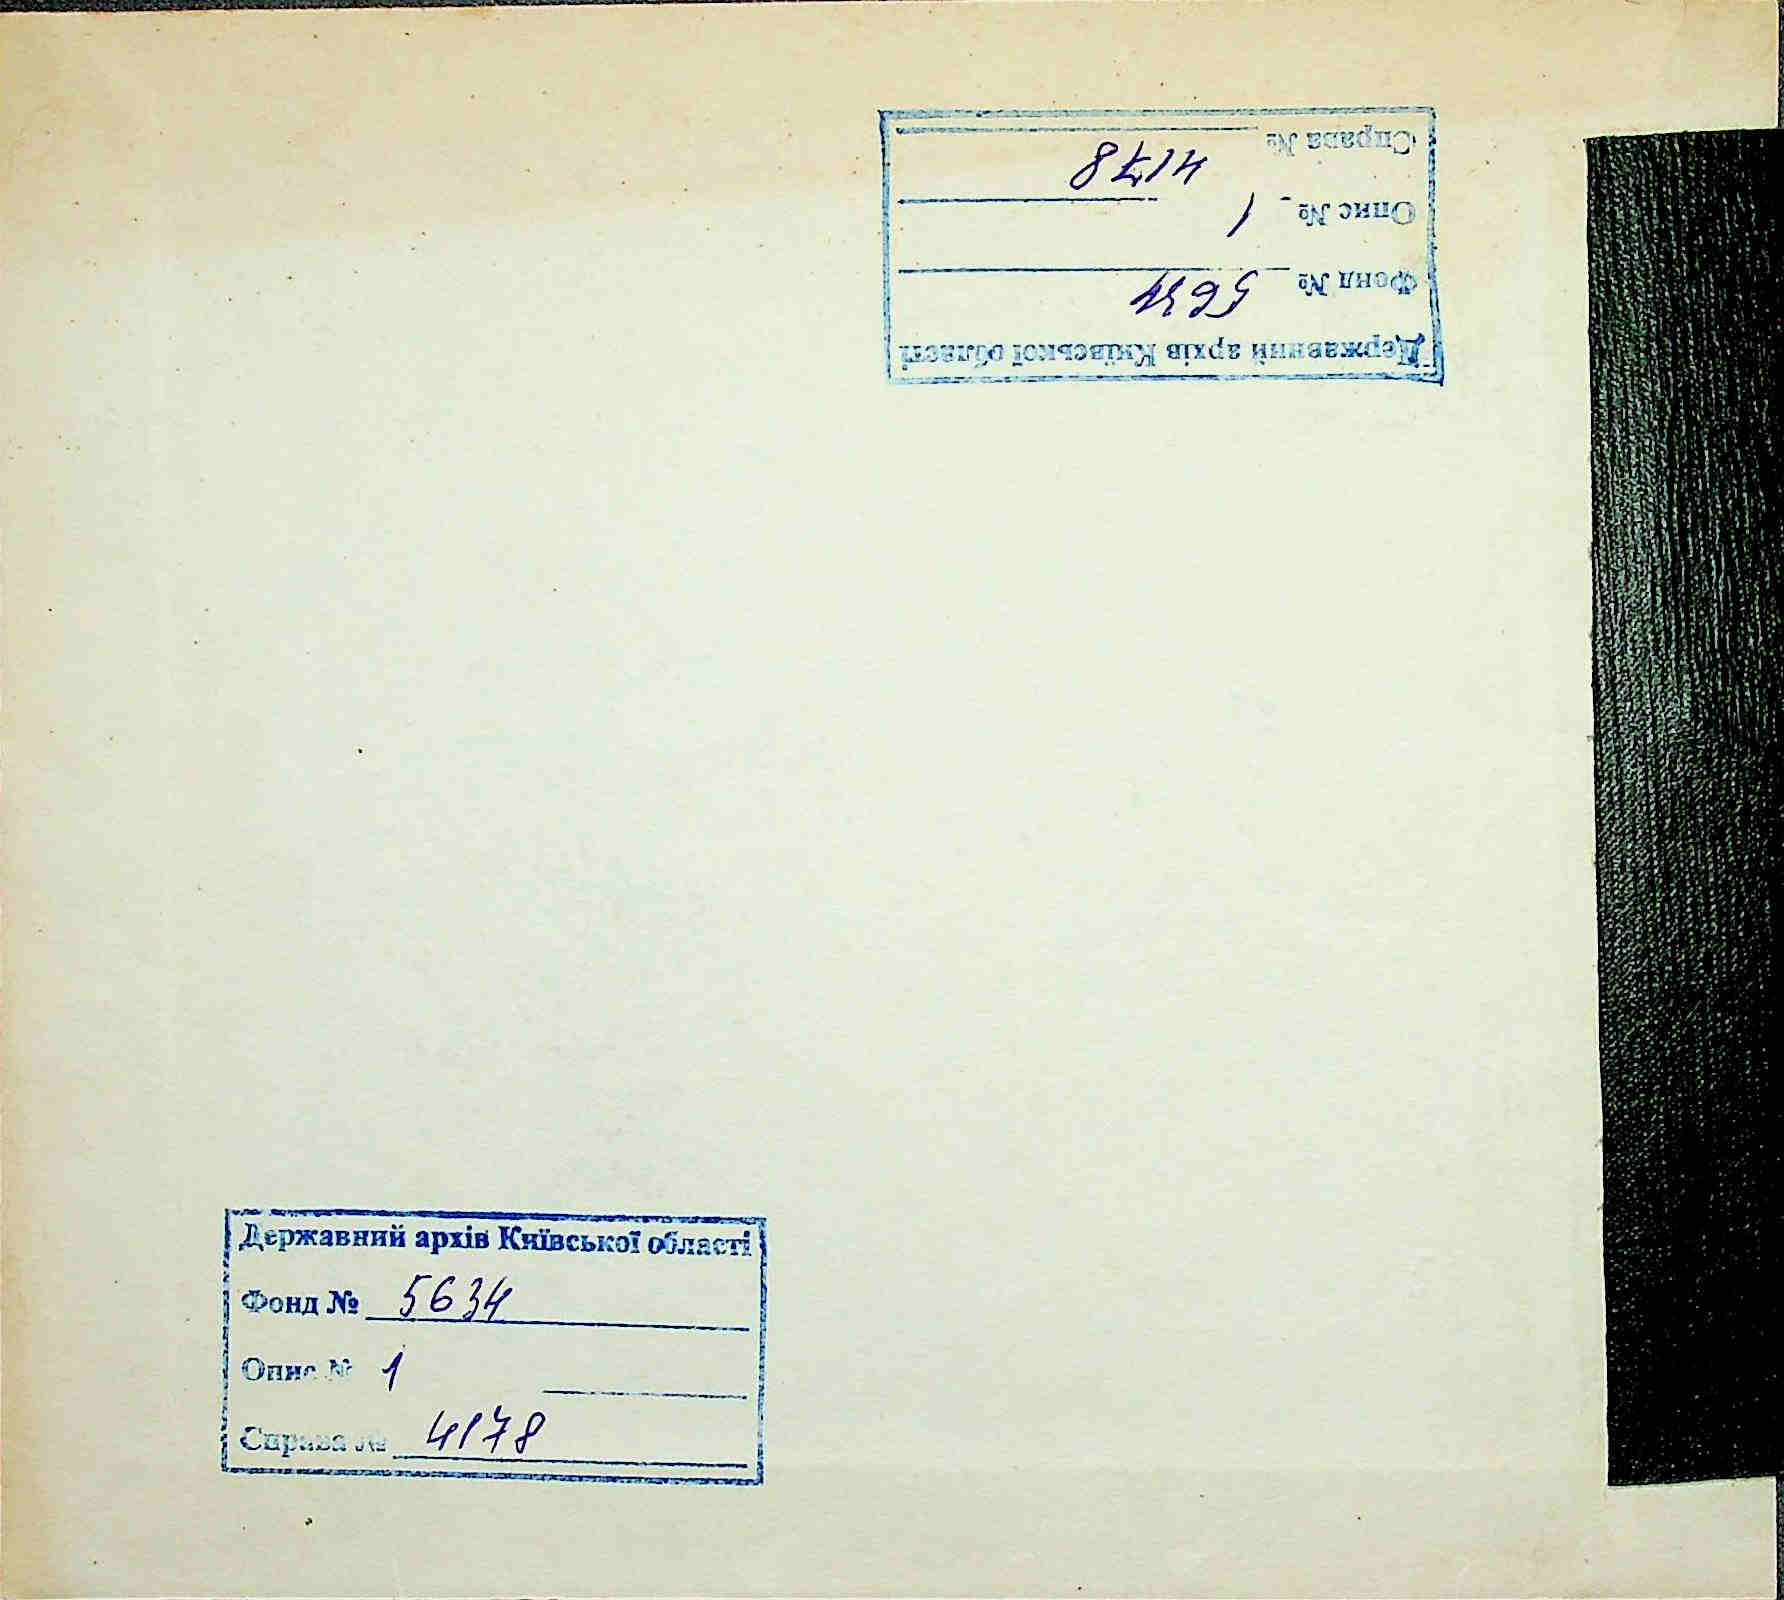 Справа № 4178
Опис № 1
Фонд № 5634
Державний архів Київської області
Державний архів Київської області
Фонд № 5634
Опис № 1
Справа № 4178